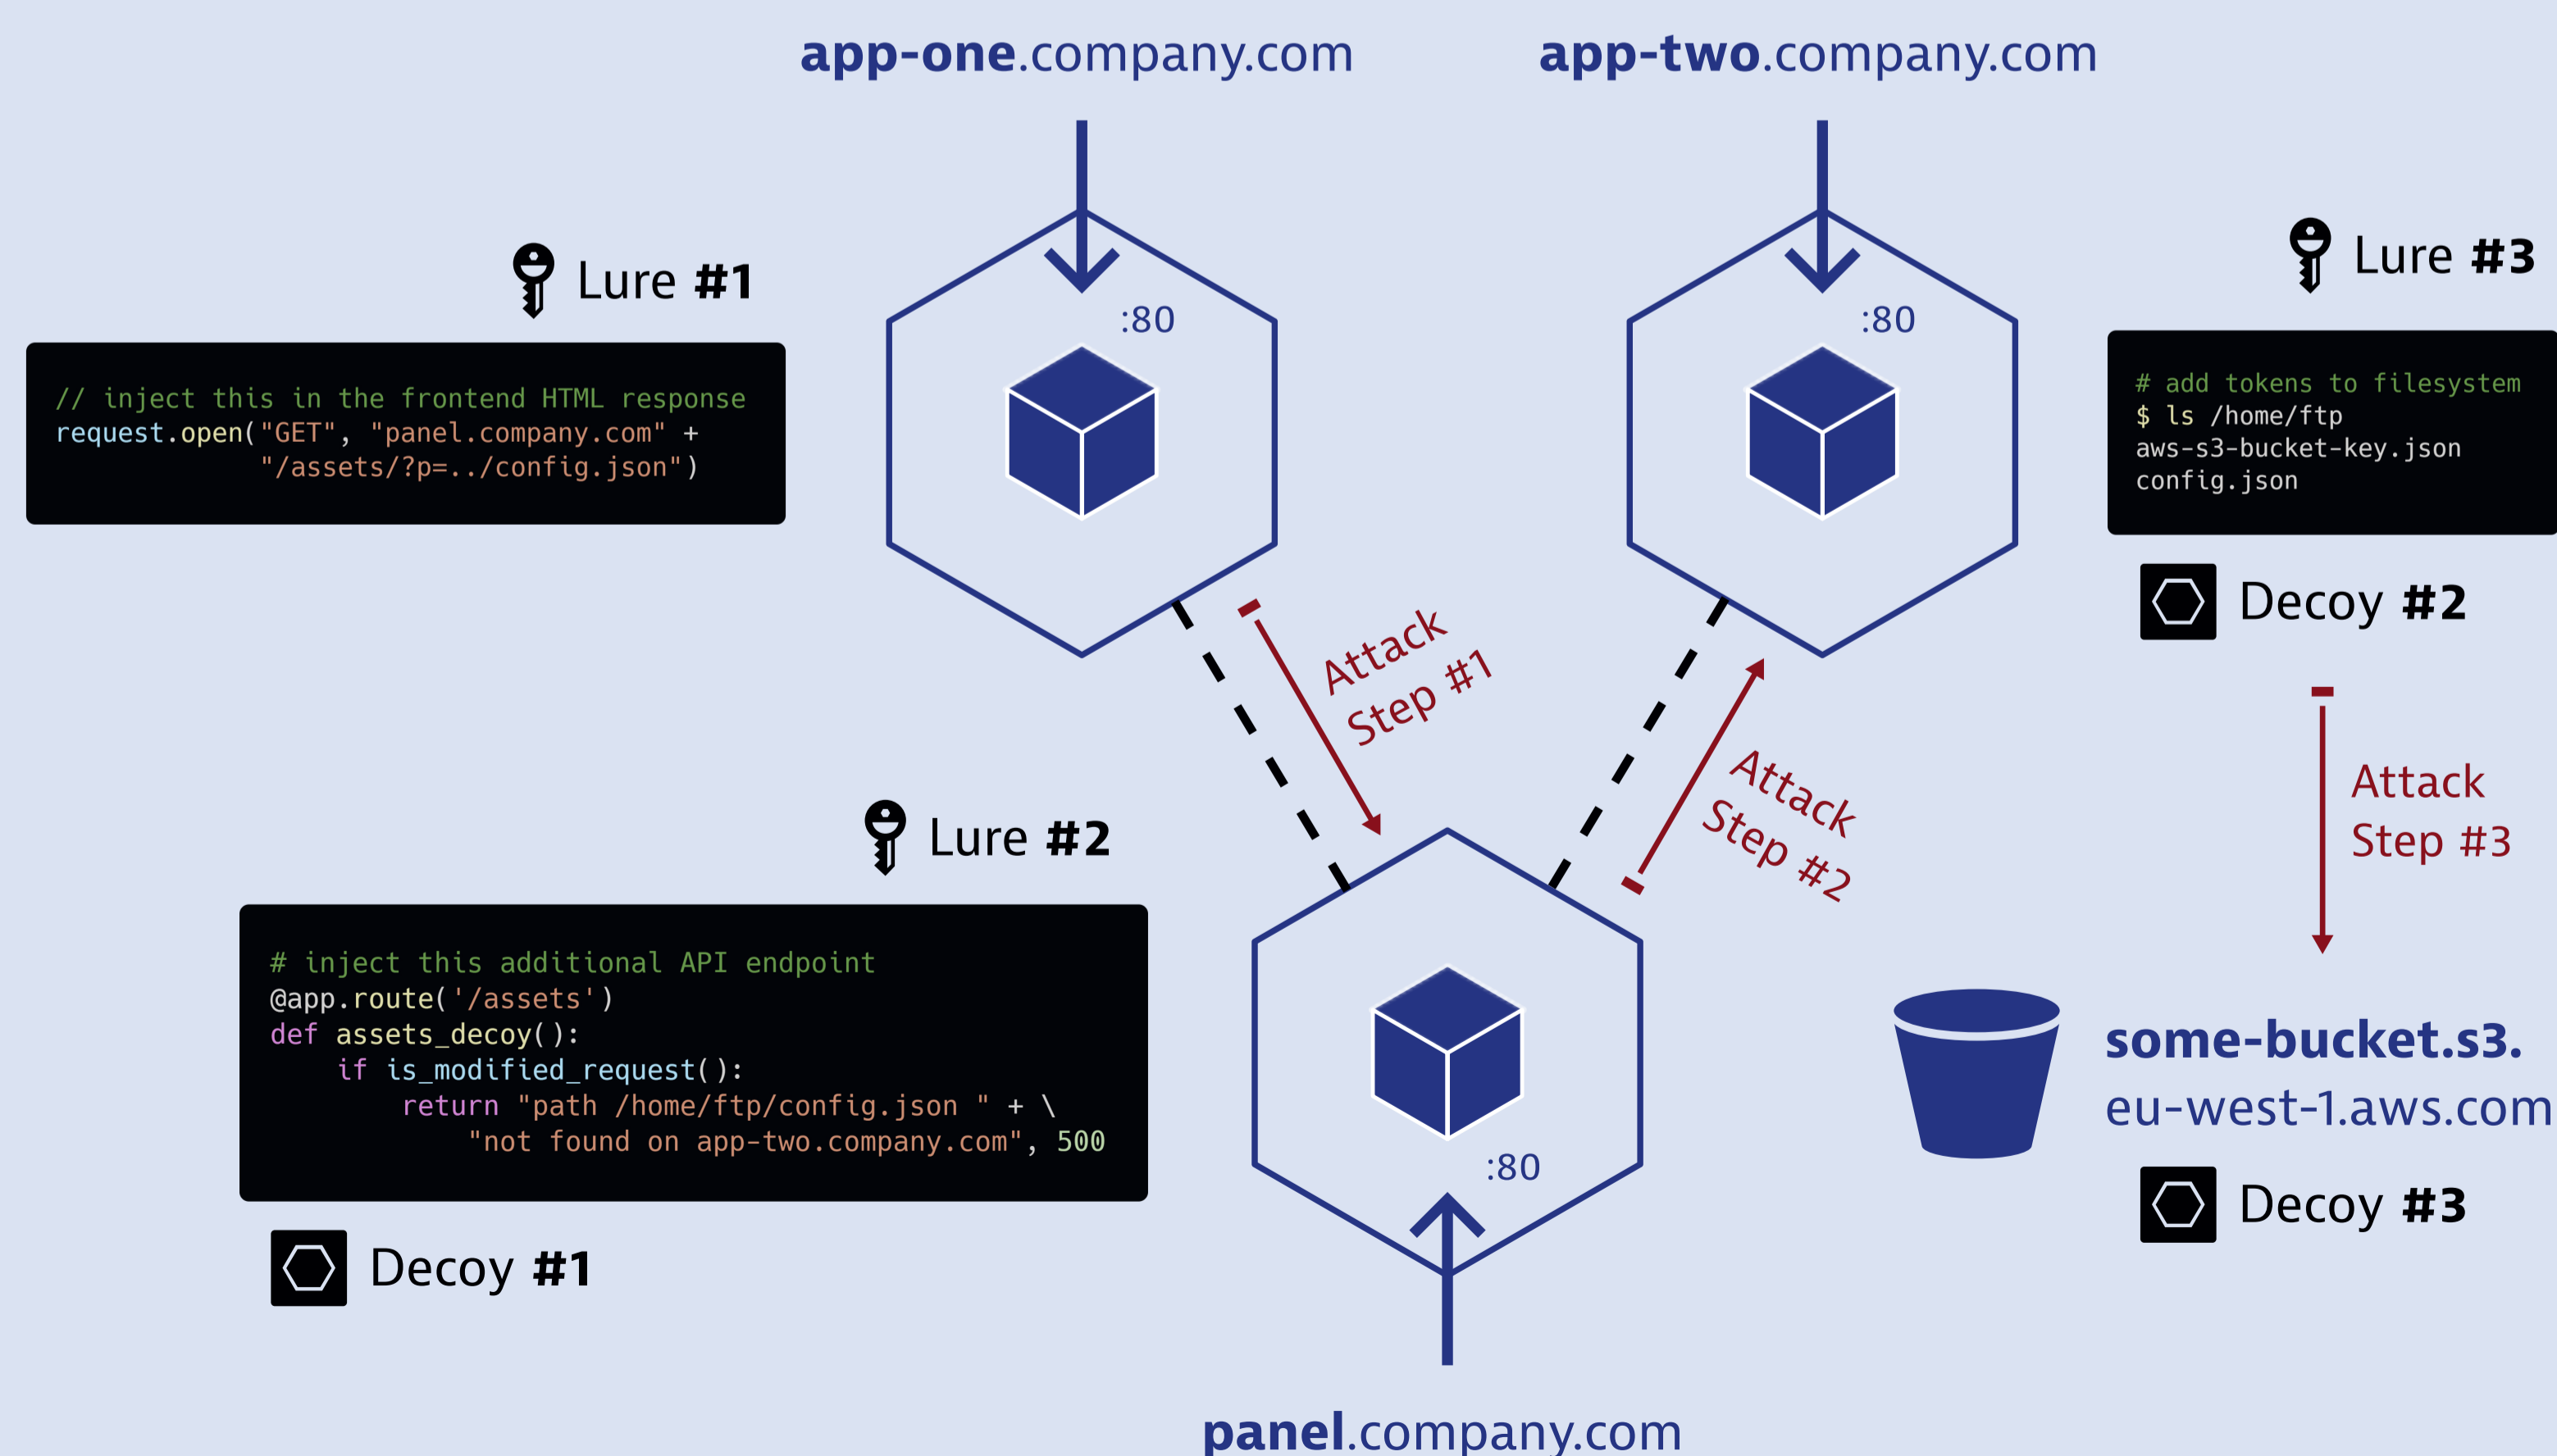 app-one.company.com
app-two.company.com
Lure #1
// inject this in the frontend HTML response
request.open("GET", "panel.company.com" +
"/assets/?p=../config.json")
:80
:80
Lure #3
# add tokens to filesystem
$ ls /home/ftp
aws-s3-bucket-key.json
config.json
Decoy #2
Attack
Step #1
Attack
Step #2
Attack
Step #3
Lure #2
# inject this additional API endpoint
@app.route('/assets')
def assets_decoy():
    if is_modified_request():
        return "path /home/ftp/config.json " + \
            "not found on app-two.company.com", 500
Decoy #1
:80
some-bucket.s3.
eu-west-1.aws.com
Decoy #3
panel.company.com